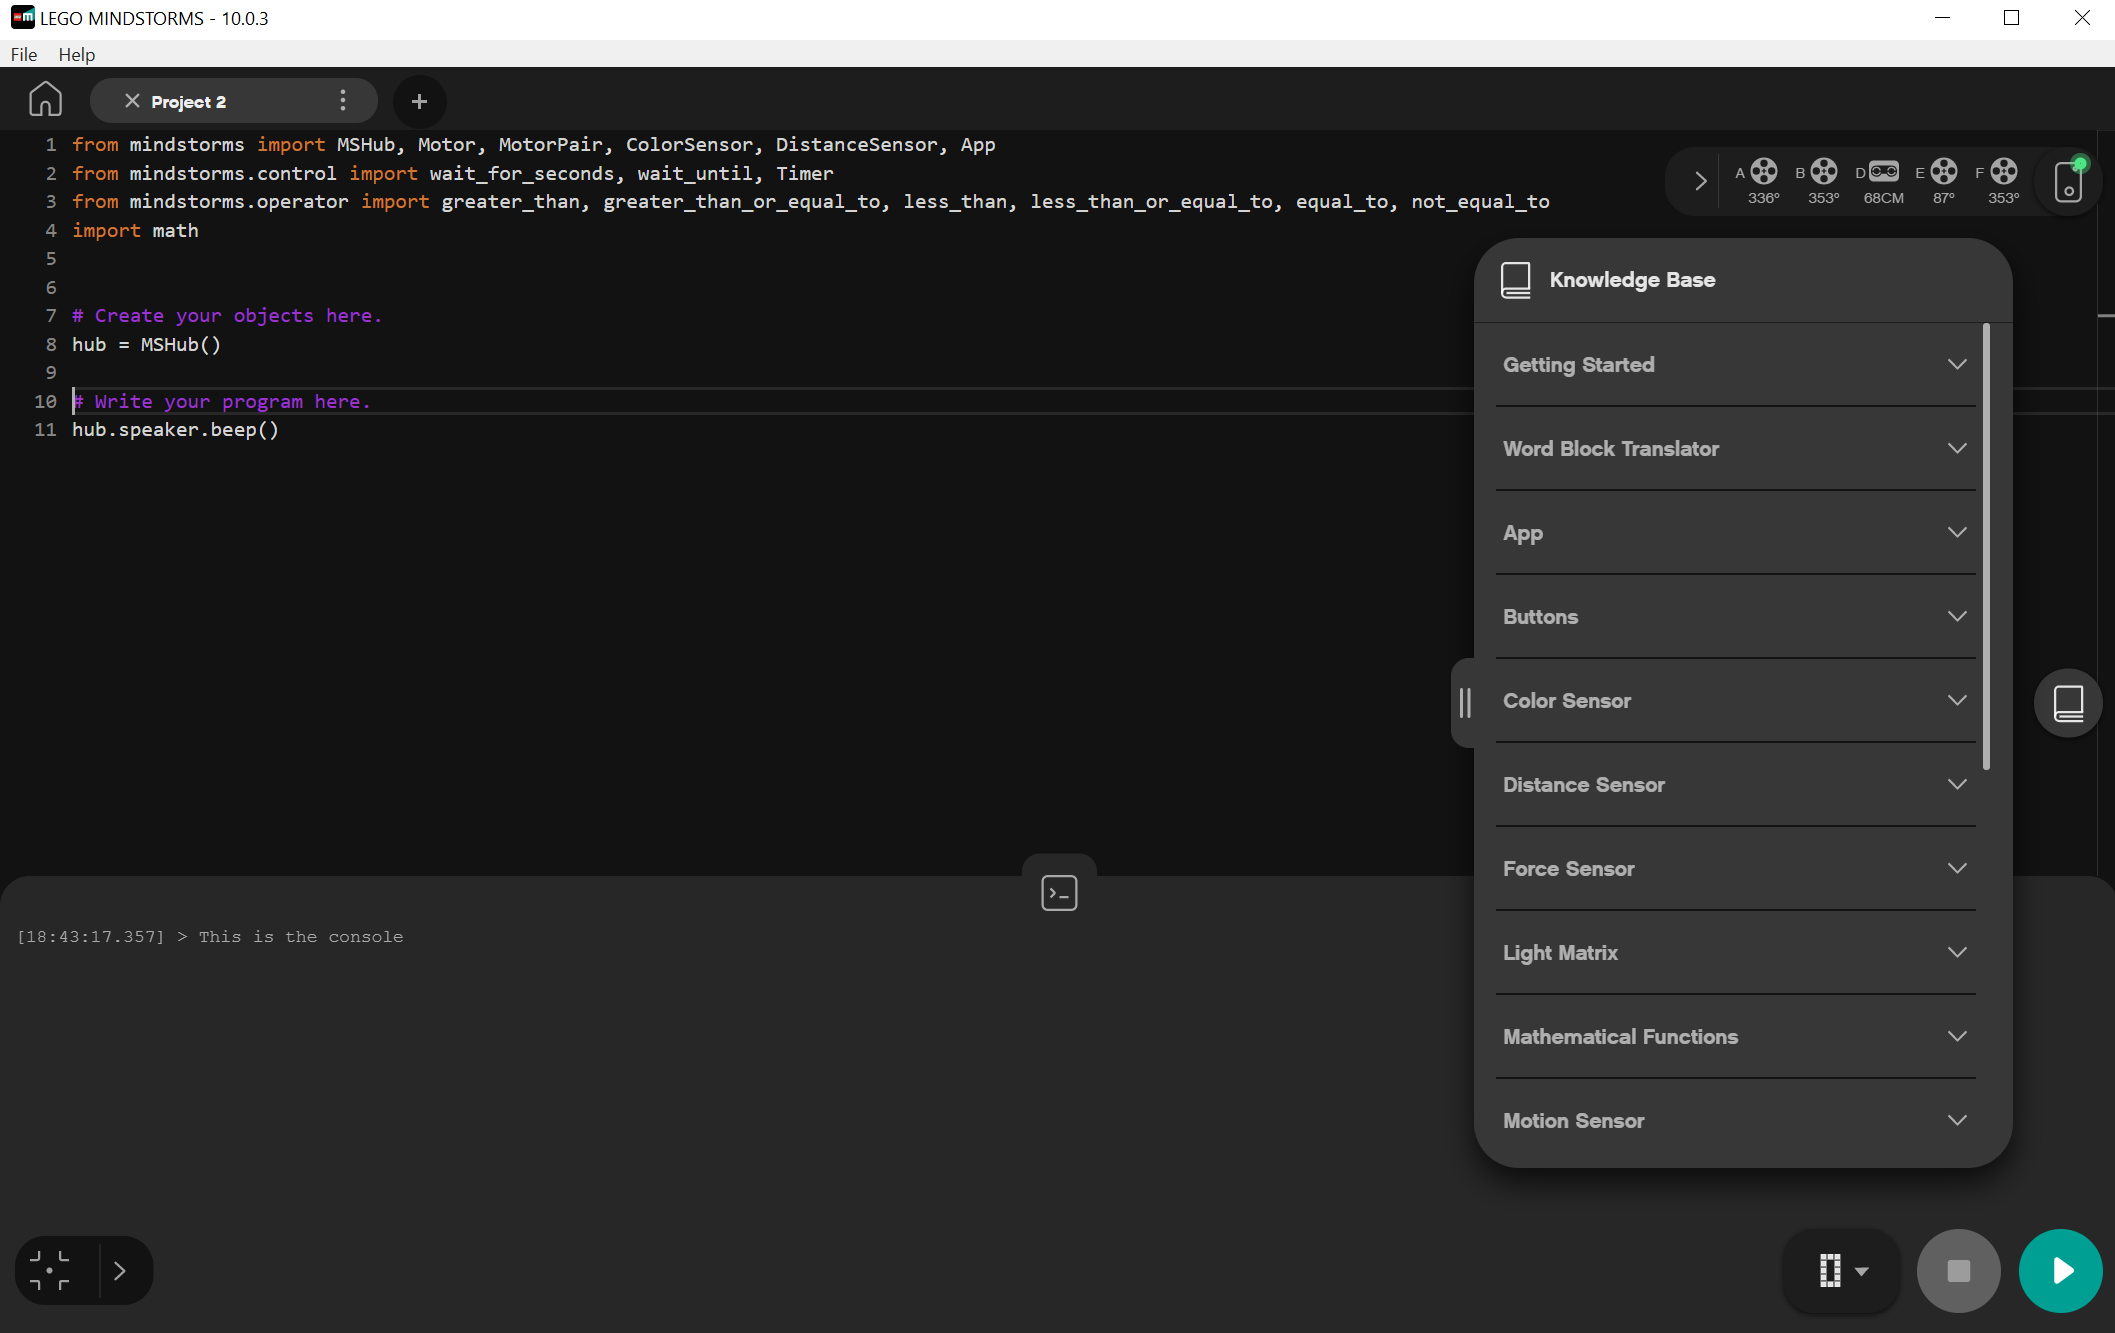 LEGO MINDSTORMS - 10.0.3
File Help
Project 2
1 from mindstorms import MSHub, Motor, MotorPair, ColorSensor, DistanceSensor, App
2 from mindstorms.control import wait_for_seconds, wait_until, Timer
3 from mindstorms.operator import greater_than, greater_than_or_equal_to, less_than, less_than_or_equal_to, equal_to, not_equal_to
4 import math
5
6
7 # Create your objects here.
8 hub = MSHub()
9
10 # Write your program here.
11 hub.speaker.beep()
A B D E F
336° 353° 68CM 87° 353°
Knowledge Base
Getting Started
Word Block Translator
App
Buttons
Color Sensor
Distance Sensor
Force Sensor
Light Matrix
Mathematical Functions
Motion Sensor
[18:43:17.357] > This is the console
0